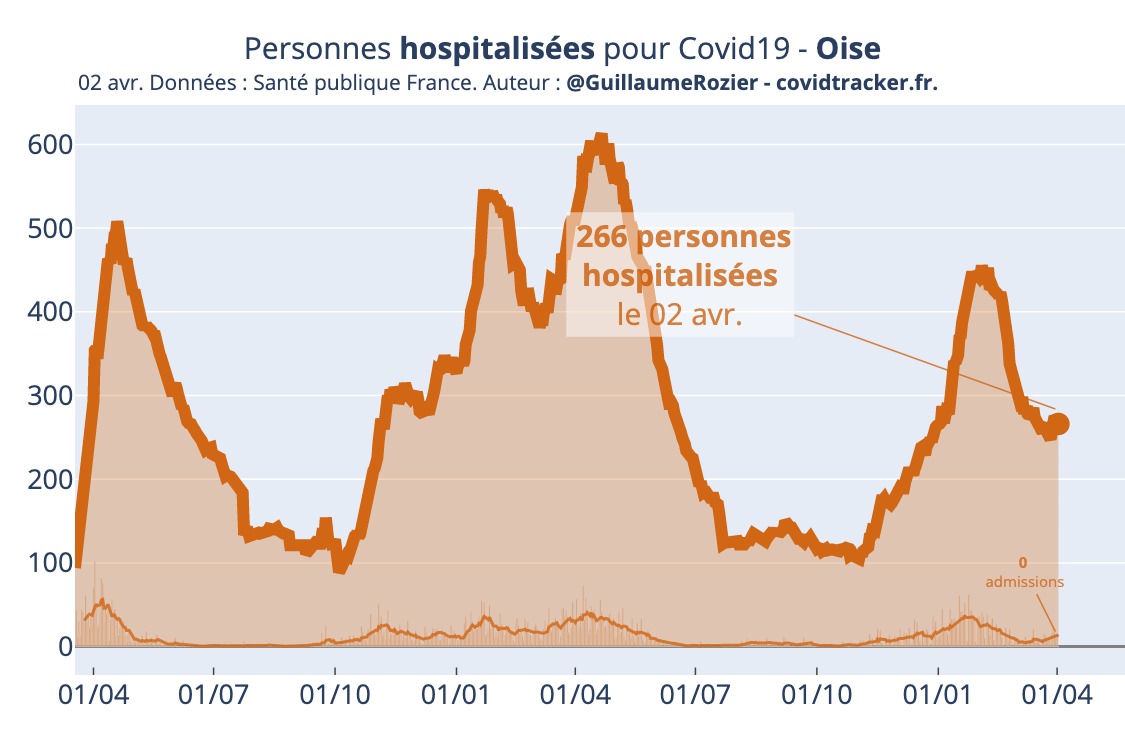 Personnes hospitalisées pour Covid19 - Oise
02 avr. Données : Santé publique France. Auteur : @GuillaumeRozier - covidtracker.fr.
600
500
400
300
200
100
0
266 personnes
hospitalisées
le 02 avr.
0
admissions
01/04 01/07 01/10 01/01 01/04 01/07 01/10 01/01 01/04